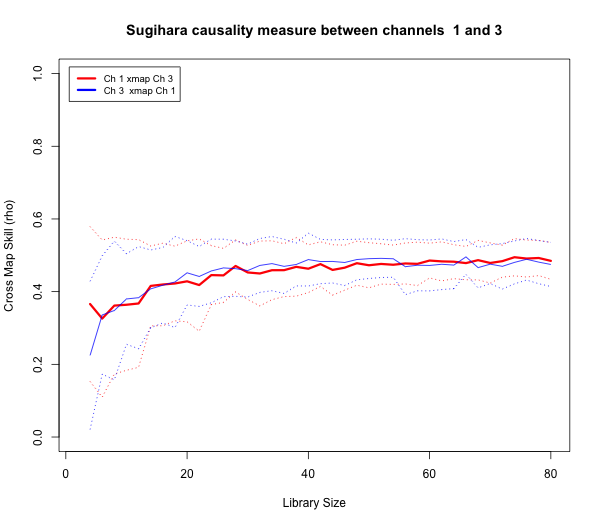 Sugihara causality measure between channels  1 and 3
Ch 1 xmap Ch 3
Ch 3  xmap Ch 1
Cross Map Skill (rho)
1.0
0.8
0.6
0.4
0.2
0.0
0 20 40 60 80
Library Size